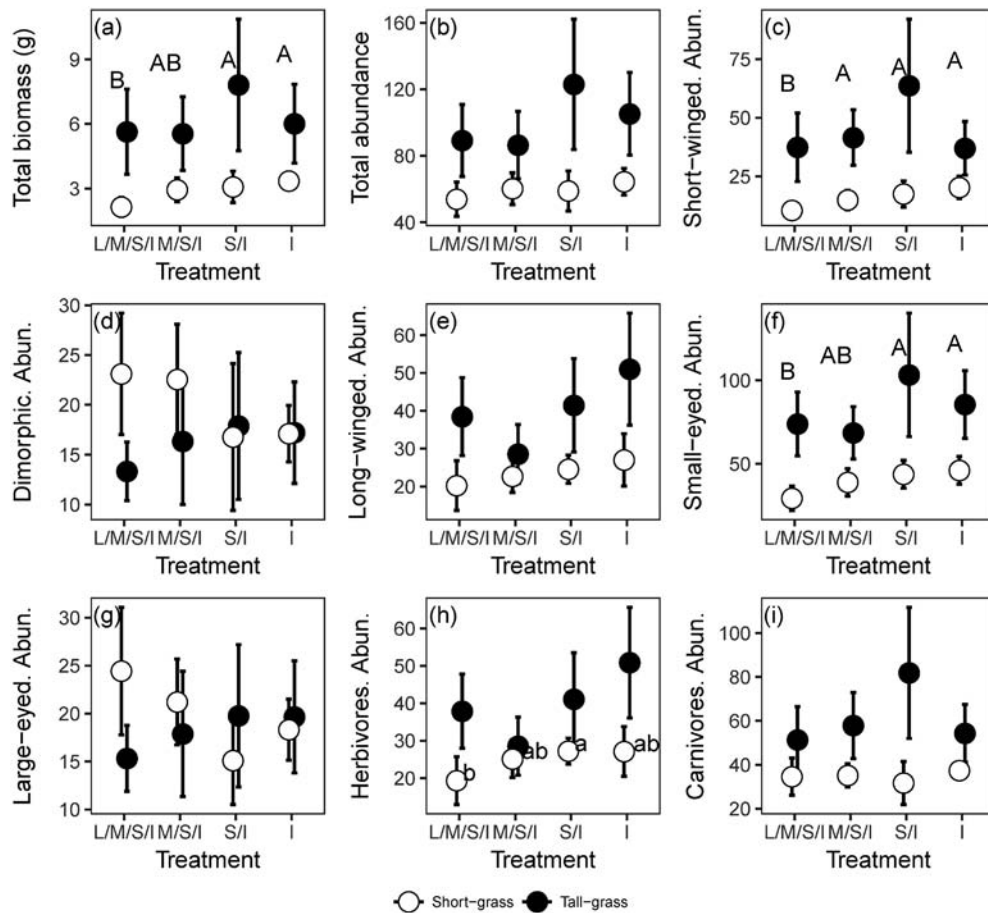 (a)
Total biomass (g)
9
6
3
B
AB
A
A
L/M/S/I M/S/I S/I I
Treatment
(b)
Total abundance
160
120
80
40
L/M/S/I M/S/I S/I I
Treatment
(c)
Short-winged. Abun.
75
50
25
B
A
A
A
L/M/S/I M/S/I S/I I
Treatment
(d)
Dimorphic. Abun.
30
25
20
15
10
L/M/S/I M/S/I S/I I
Treatment
(e)
Long-winged. Abun.
60
50
40
30
20
L/M/S/I M/S/I S/I I
Treatment
(f)
Small-eyed. Abun.
100
50
B
AB
A
A
L/M/S/I M/S/I S/I I
Treatment
(g)
Large-eyed. Abun.
30
25
20
15
10
L/M/S/I M/S/I S/I I
Treatment
(h)
Herbivores. Abun.
60
50
40
30
20
b
ab
a
ab
L/M/S/I M/S/I S/I I
Treatment
(i)
Carnivores. Abun.
100
80
60
40
20
L/M/S/I M/S/I S/I I
Treatment
Short-grass Tall-grass